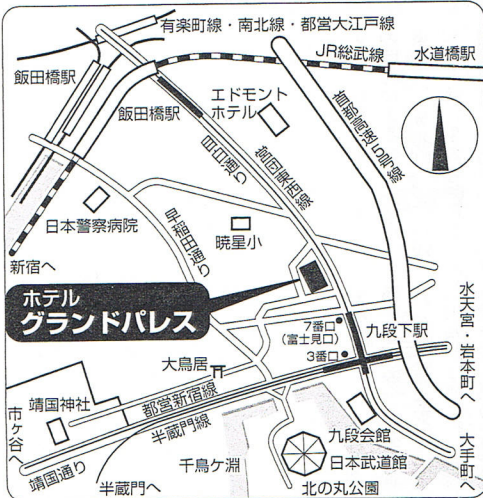 有楽町線・南北線・都営大江戸線
JR総武線
水道橋駅
飯田橋駅
飯田橋駅
エドモント
ホテル
首都高速5号線
目白通り
営団東西線
日本警察病院
早稲田通り
暁星小
新宿へ
ホテル
グランドパレス
7番口
(富士見口)
九段下駅
3番口
水天宮・岩本町へ
大鳥居
靖国神社
都営新宿線
半蔵門線
市ヶ谷へ
靖国通り
半蔵門へ
千鳥ケ淵
九段会館
日本武道館
北の丸公園
大手町へ